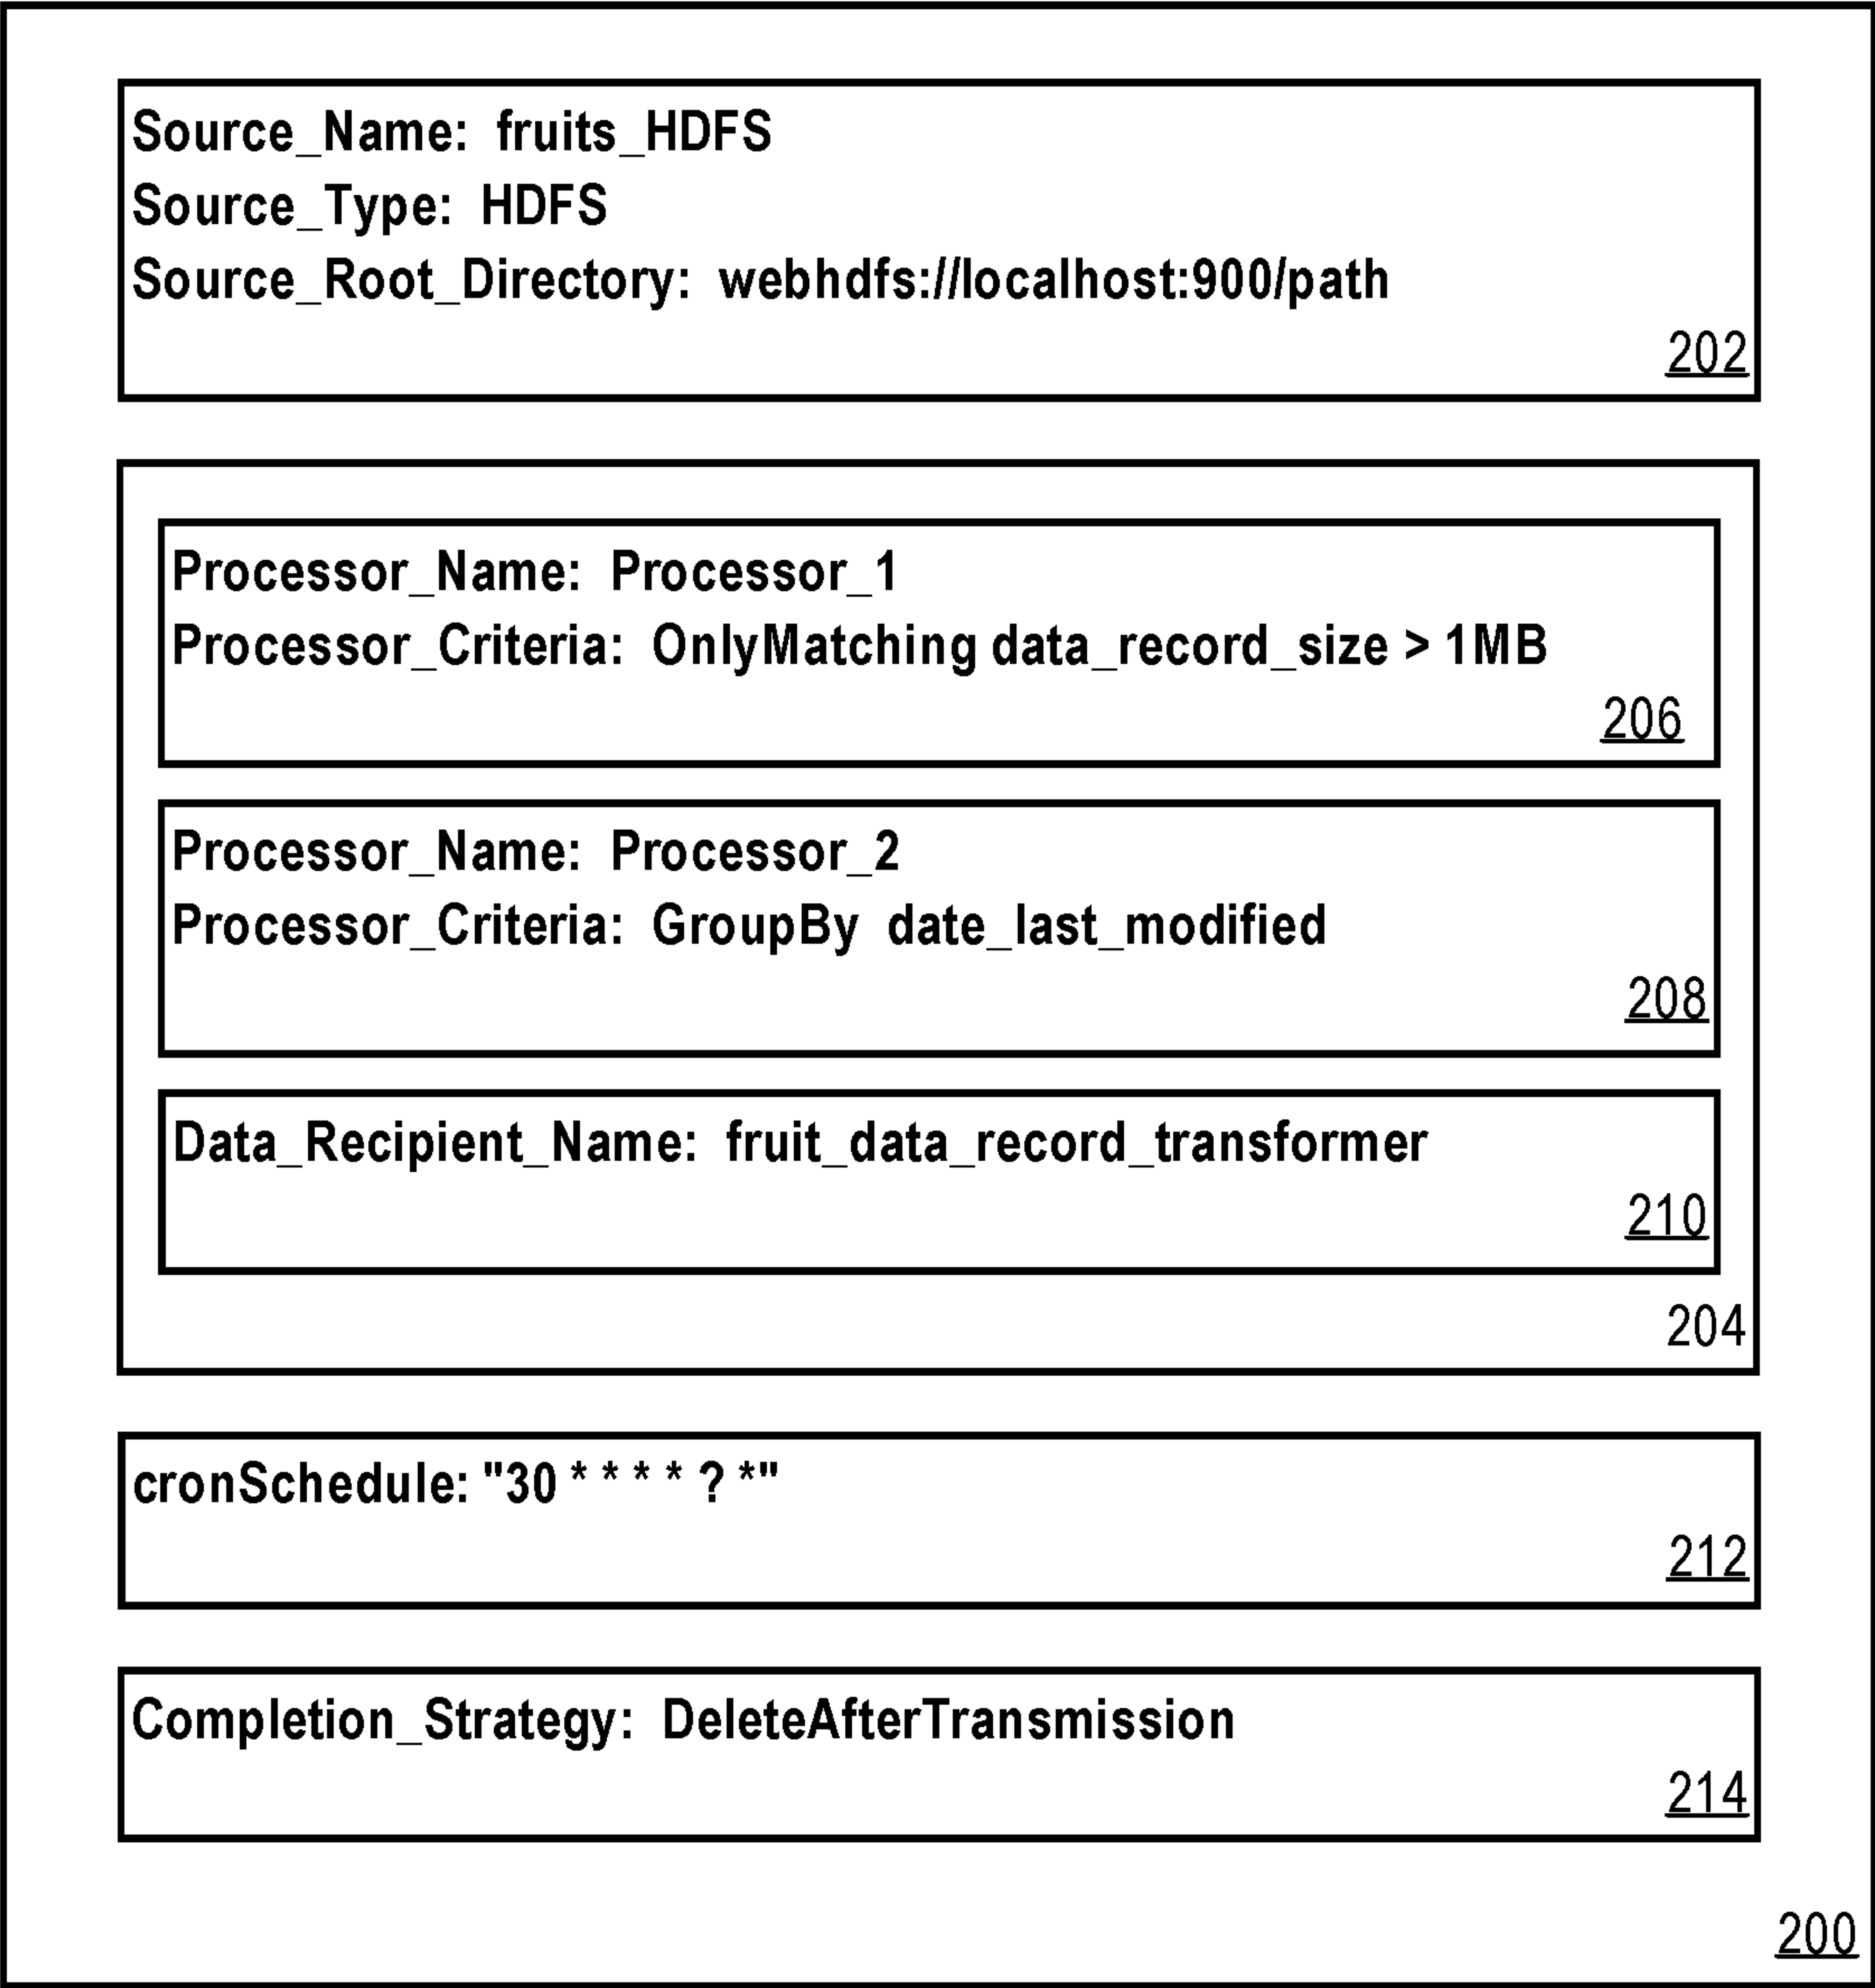 Source_Name: fruits_HDFS
Source_Type: HDFS
Source_Root_Directory: webhdfs://localhost:900/path
202
Processor_Name: Processor_1
Processor_Criteria: OnlyMatching data_record_size > 1MB
206
Processor_Name: Processor_2
Processor_Criteria: GroupBy date_last_modified
208
Data_Recipient_Name: fruit_data_record_transformer
210
204
cronSchedule: "30 * * * * ? *"
212
Completion_Strategy: DeleteAfterTransmission
214
200